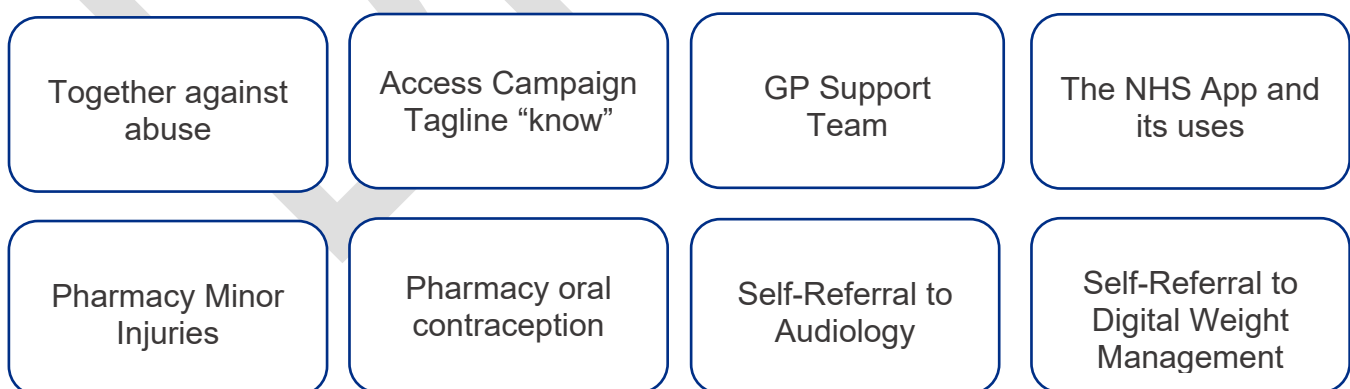 Together against
abuse
Access Campaign
Tagline “know”
GP Support
Team
The NHS App and
its uses
Pharmacy Minor
Injuries
Pharmacy oral
contraception
Self-Referral to
Audiology
Self-Referral to
Digital Weight
Management